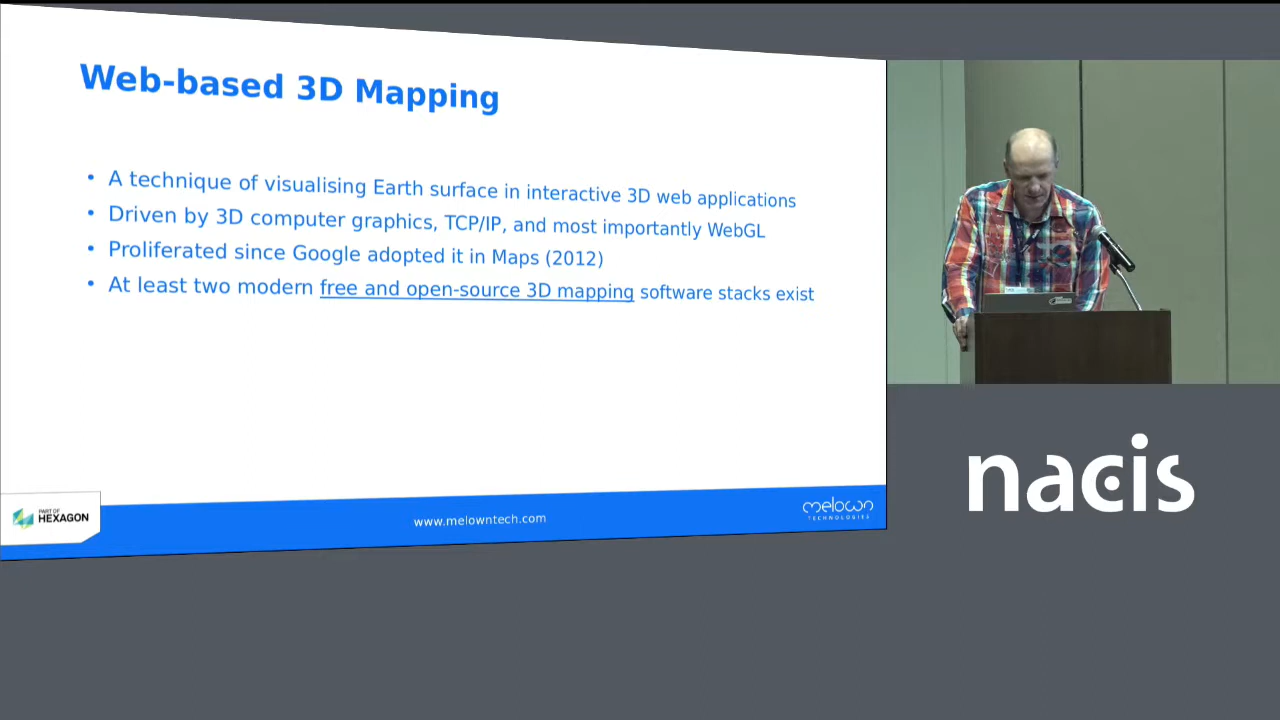 Web-based 3D Mapping
• A technique of visualising Earth surface in interactive 3D web applications
• Driven by 3D computer graphics, TCP/IP, and most importantly WebGL
• Proliferated since Google adopted it in Maps (2012)
• At least two modern free and open-source 3D mapping software stacks exist
PART OF
HEXAGON
www.melowntech.com
melown
TECHNOLOGIES
nacis